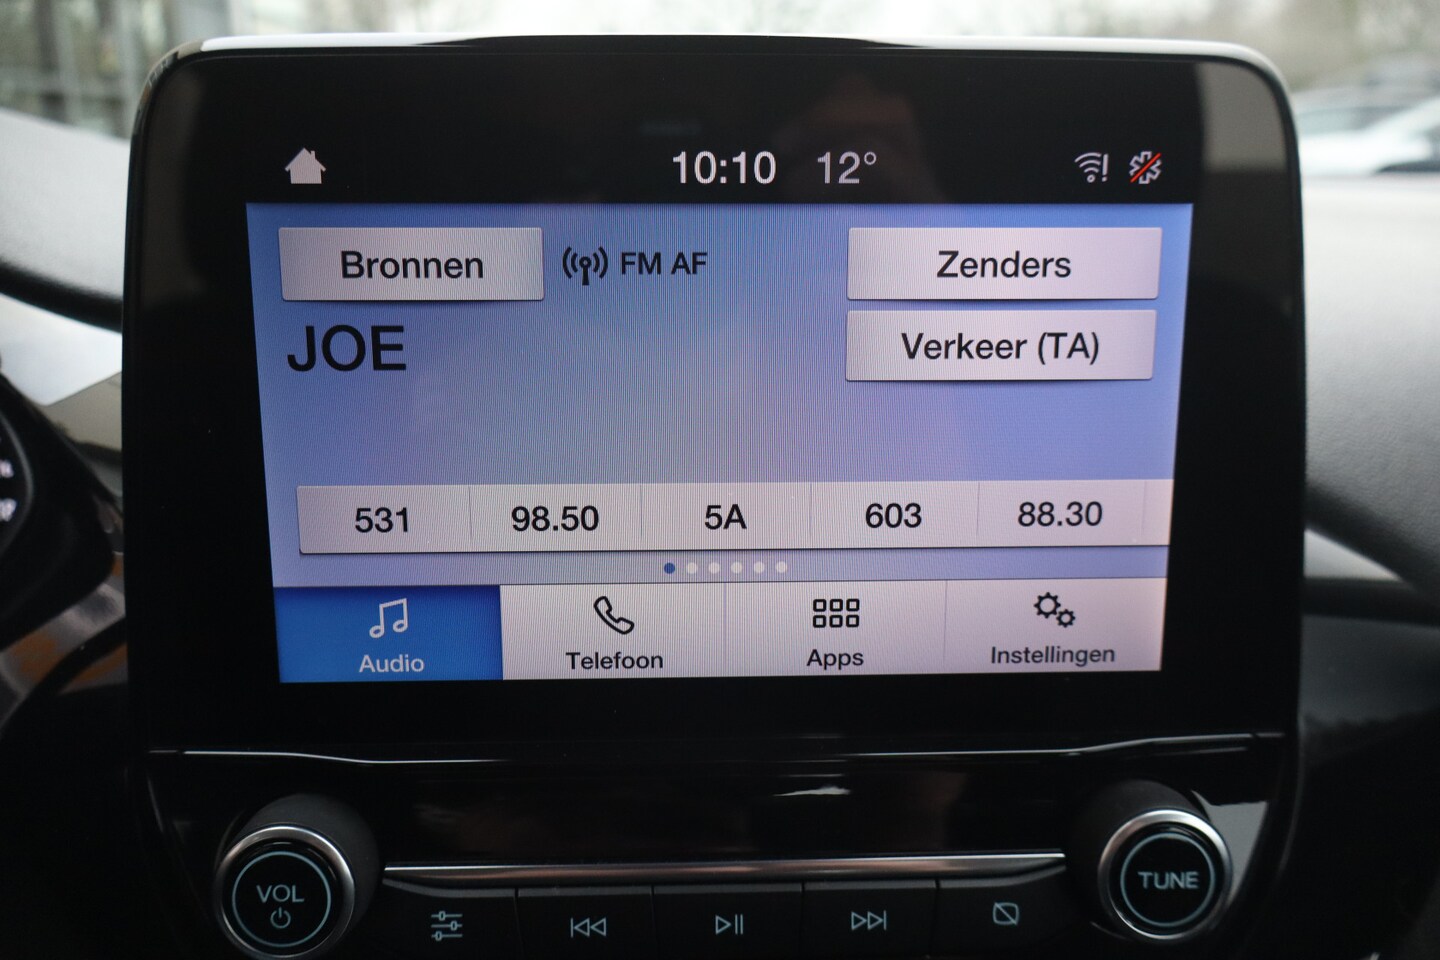 10:10 12°
Bronnen FM AF Zenders
JOE Verkeer (TA)
531 98.50 5A 603 88.30
Audio Telefoon Apps Instellingen
VOL TUNE